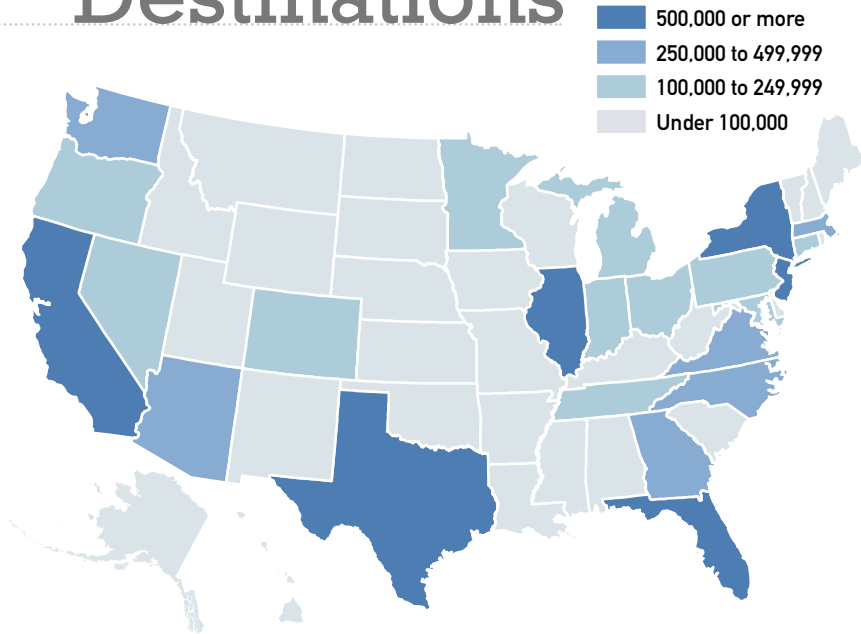 Destinations
500,000 or more
250,000 to 499,999
100,000 to 249,999
Under 100,000